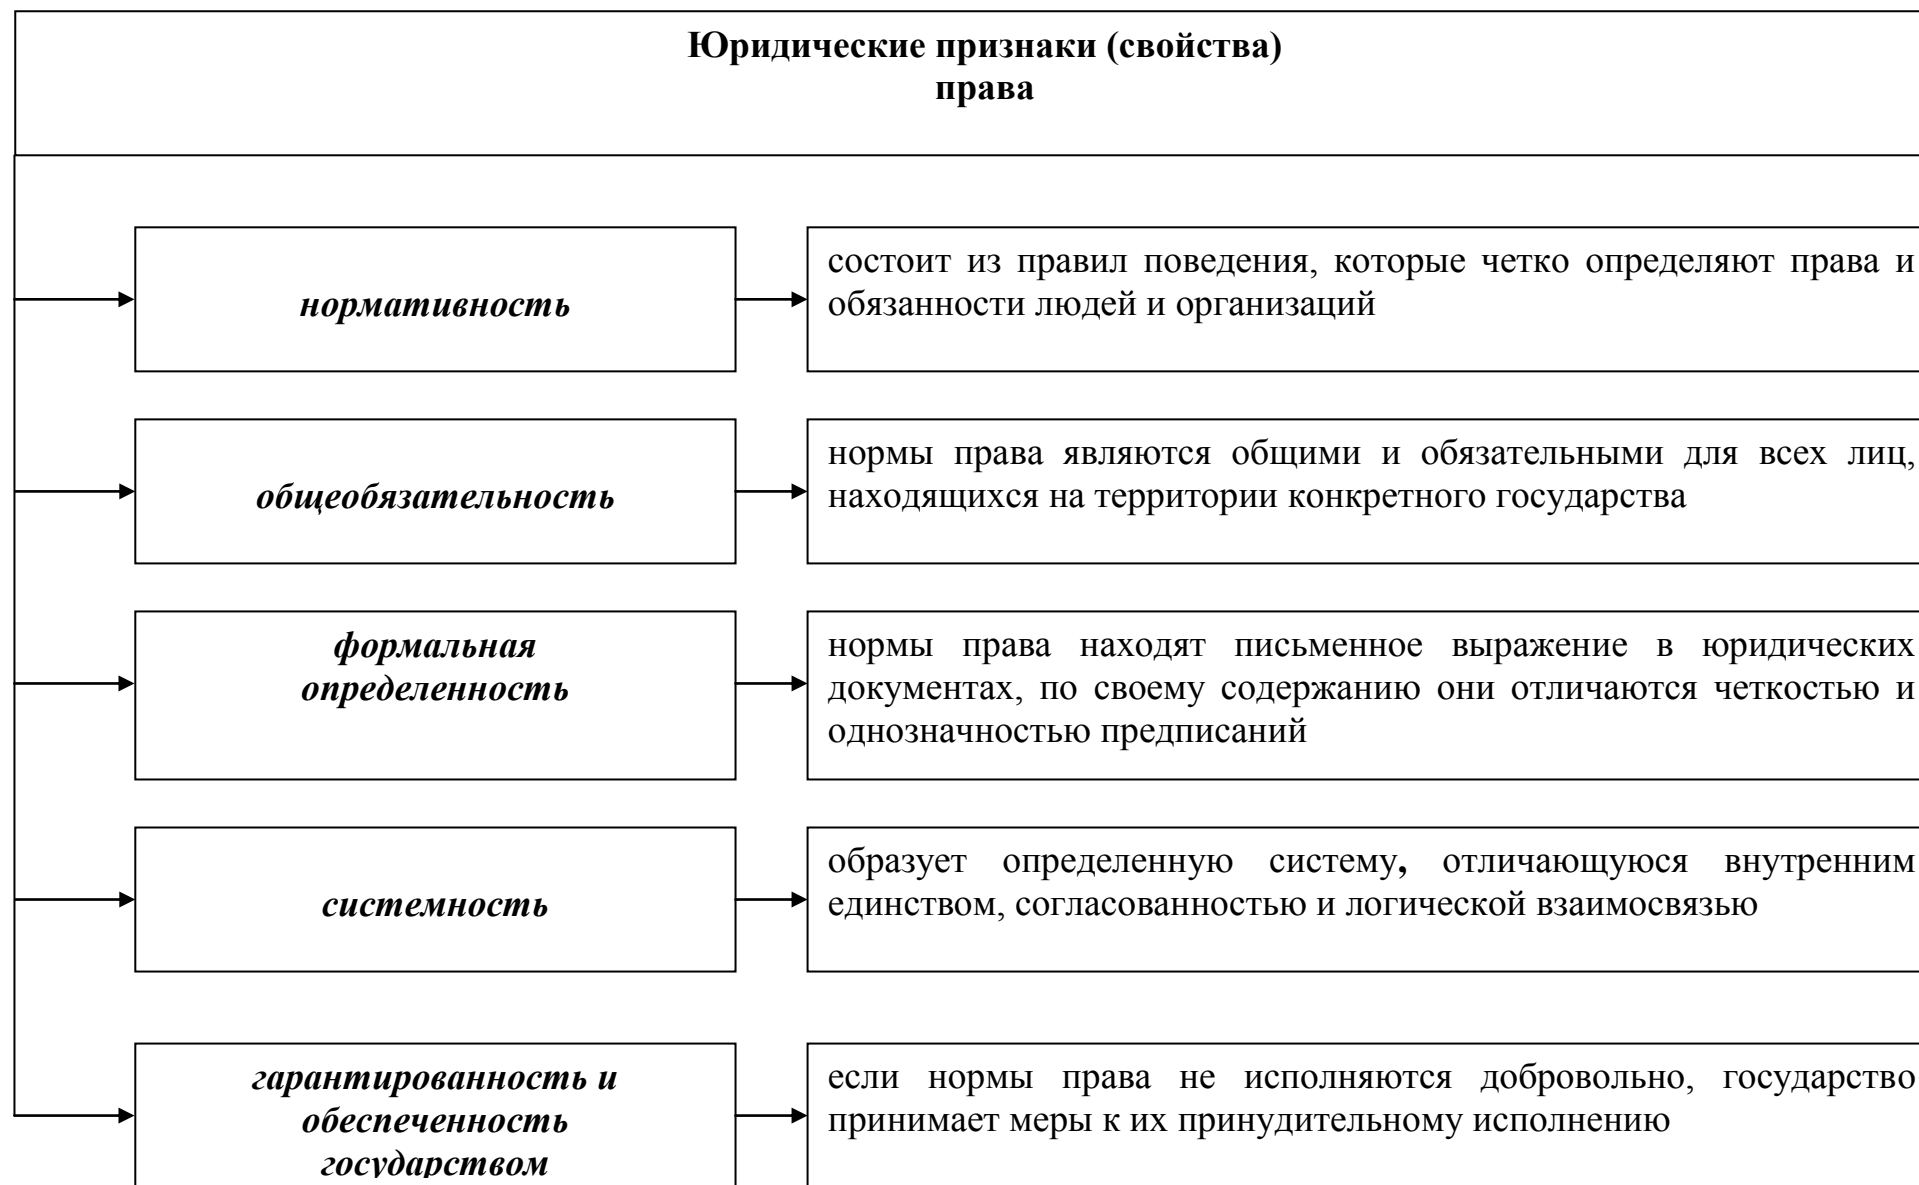 Юридические признаки (свойства)
права
нормативность
состоит из правил поведения, которые четко определяют права и
обязанности людей и организаций
общеобязательность
нормы права являются общими и обязательными для всех лиц,
находящихся на территории конкретного государства
формальная
определенность
нормы права находят письменное выражение в юридических
документах, по своему содержанию они отличаются четкостью и
однозначностью предписаний
системность
образует определенную систему, отличающуюся внутренним
единством, согласованностью и логической взаимосвязью
гарантированность и
обеспеченность
государством
если нормы права не исполняются добровольно, государство
принимает меры к их принудительному исполнению